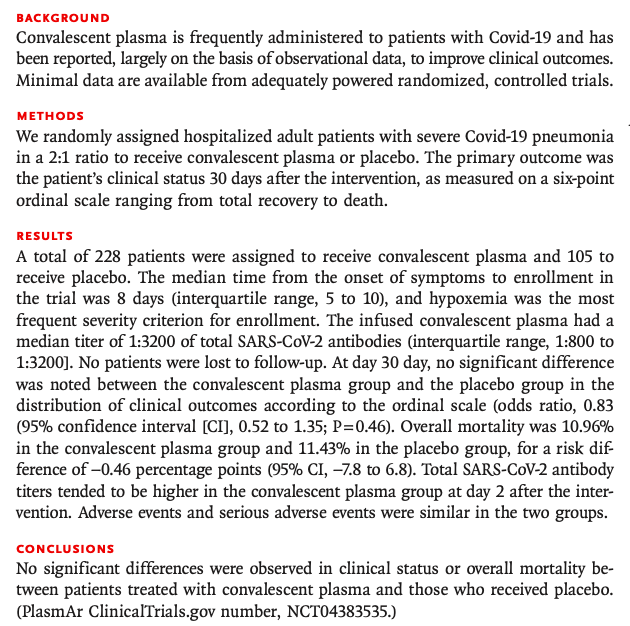 BACKGROUND
Convalescent plasma is frequently administered to patients with Covid-19 and has
been reported, largely on the basis of observational data, to improve clinical outcomes.
Minimal data are available from adequately powered randomized, controlled trials.
METHODS
We randomly assigned hospitalized adult patients with severe Covid-19 pneumonia
in a 2:1 ratio to receive convalescent plasma or placebo. The primary outcome was
the patient's clinical status 30 days after the intervention, as measured on a six-point
ordinal scale ranging from total recovery to death.
RESULTS
A total of 228 patients were assigned to receive convalescent plasma and 105 to
receive placebo. The median time from the onset of symptoms to enrollment in
the trial was 8 days (interquartile range, 5 to 10), and hypoxemia was the most
frequent severity criterion for enrollment. The infused convalescent plasma had a
median titer of 1:3200 of total SARS-CoV-2 antibodies (interquartile range, 1:800 to
1:3200]. No patients were lost to follow-up. At day 30 day, no significant difference
was noted between the convalescent plasma group and the placebo group in the
distribution of clinical outcomes according to the ordinal scale (odds ratio, 0.83
(95% confidence interval [CI], 0.52 to 1.35; P=0.46). Overall mortality was 10.96%
in the convalescent plasma group and 11.43% in the placebo group, for a risk dif-
ference of −0.46 percentage points (95% CI, −7.8 to 6.8). Total SARS-CoV-2 antibody
titers tended to be higher in the convalescent plasma group at day 2 after the inter-
vention. Adverse events and serious adverse events were similar in the two groups.
CONCLUSIONS
No significant differences were observed in clinical status or overall mortality be-
tween patients treated with convalescent plasma and those who received placebo.
(PlasmAr ClinicalTrials.gov number, NCT04383535.)